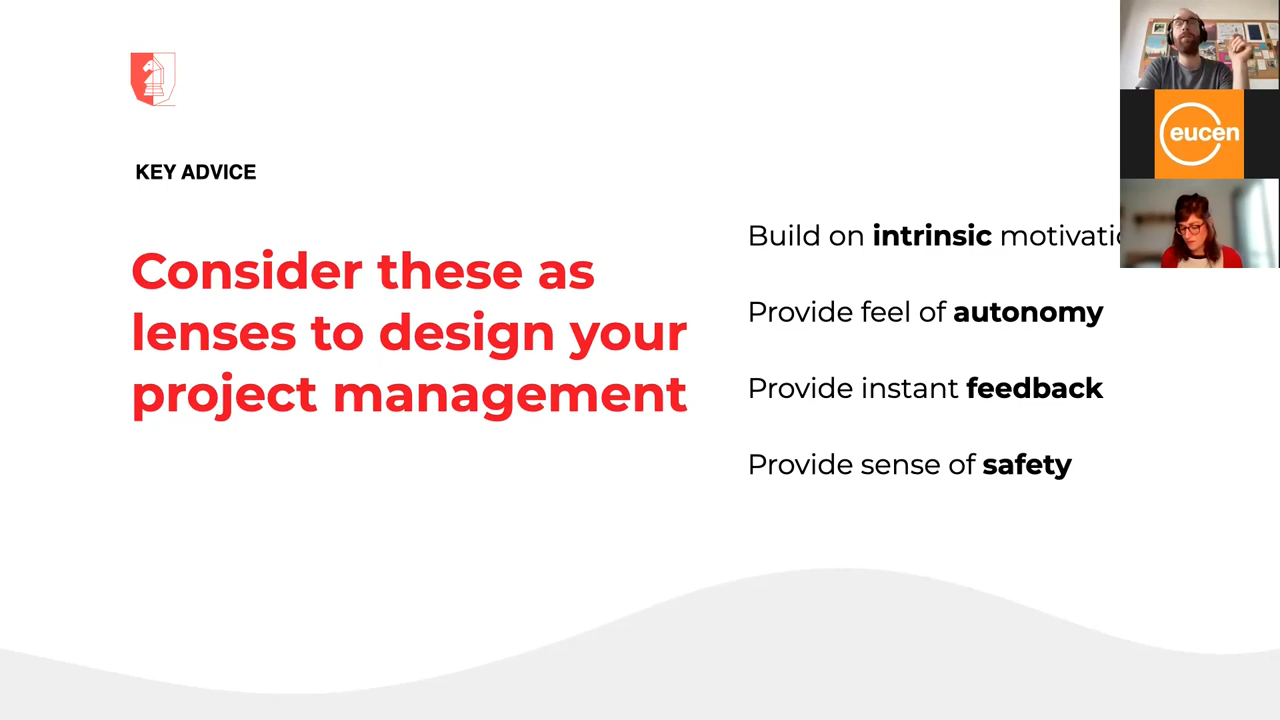 KEY ADVICE
Consider these as
lenses to design your
project management
Build on intrinsic
Provide feel of autonomy
Provide instant feedback
Provide sense of safety
eucen